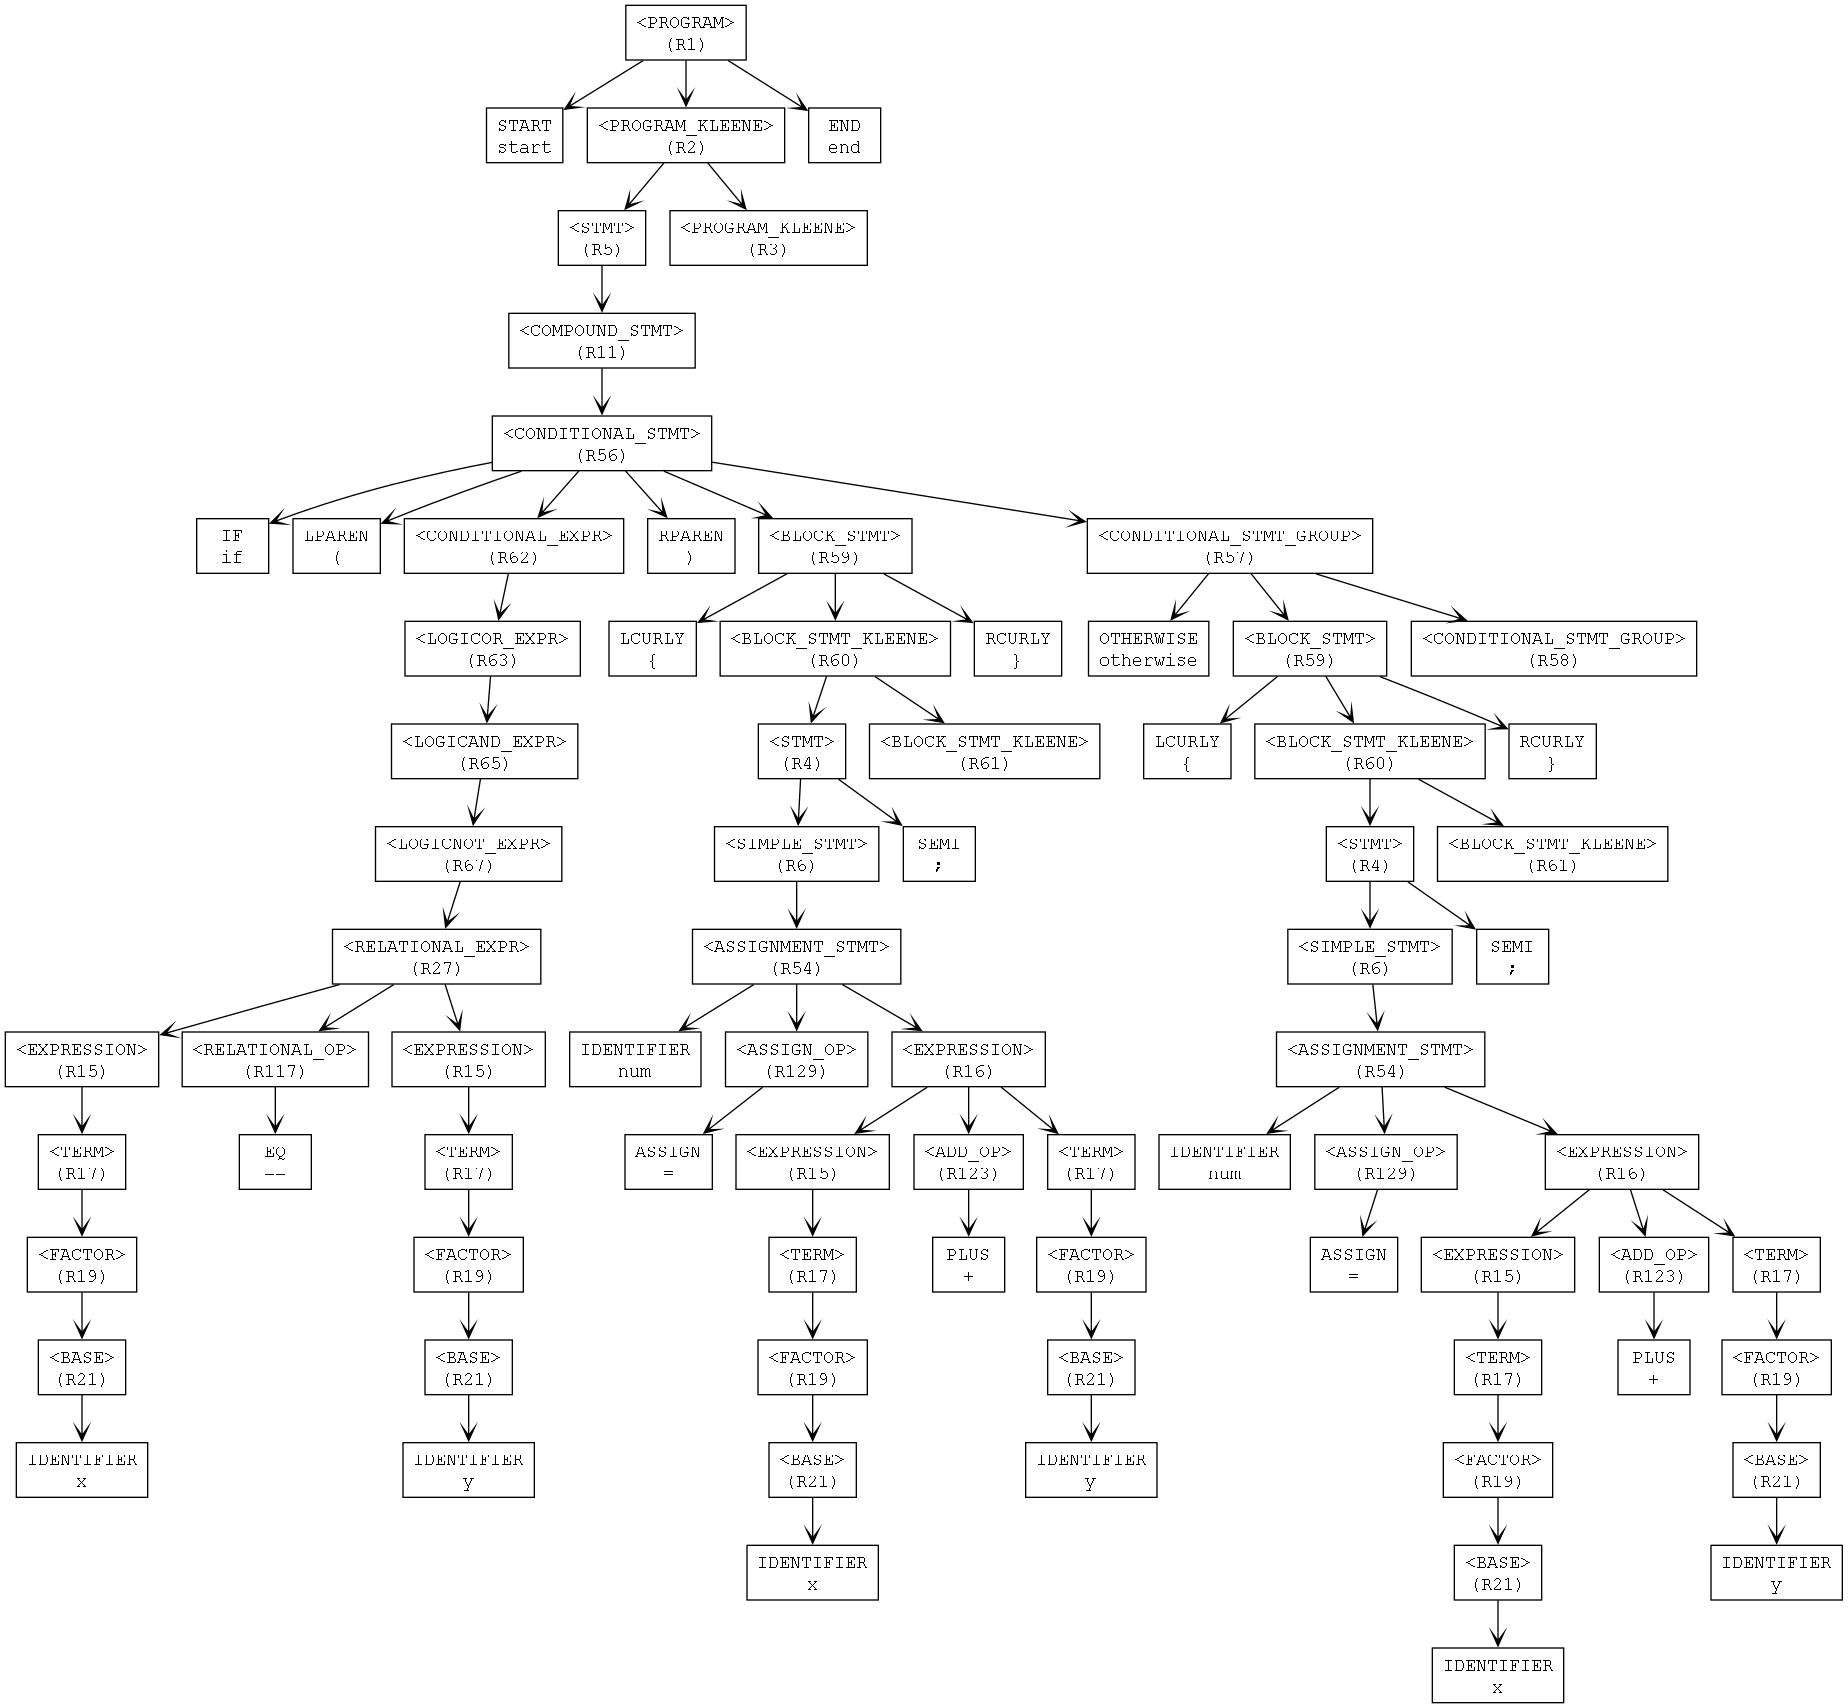 <PROGRAM>
(R1)
START
start
<PROGRAM_KLEENE>
(R2)
END
end
<STMT>
(R5)
<PROGRAM_KLEENE>
(R3)
<COMPOUND_STMT>
(R11)
<CONDITIONAL_STMT>
(R56)
IF
if
LPAREN
(
<CONDITIONAL_EXPR>
(R62)
RPAREN
)
<BLOCK_STMT>
(R59)
<CONDITIONAL_STMT_GROUP>
(R57)
<LOGICOR_EXPR>
(R63)
LCURLY
{
<BLOCK_STMT_KLEENE>
(R60)
RCURLY
}
OTHERWISE
otherwise
<BLOCK_STMT>
(R59)
<CONDITIONAL_STMT_GROUP>
(R58)
<LOGICAND_EXPR>
(R65)
<STMT>
(R4)
<BLOCK_STMT_KLEENE>
(R61)
LCURLY
{
<BLOCK_STMT_KLEENE>
(R60)
RCURLY
}
<LOGICNOT_EXPR>
(R67)
<SIMPLE_STMT>
(R6)
SEMI
;
<STMT>
(R4)
<BLOCK_STMT_KLEENE>
(R61)
<RELATIONAL_EXPR>
(R27)
<ASSIGNMENT_STMT>
(R54)
<SIMPLE_STMT>
(R6)
SEMI
;
<EXPRESSION>
(R15)
<RELATIONAL_OP>
(R117)
<EXPRESSION>
(R15)
IDENTIFIER
num
<ASSIGN_OP>
(R129)
<EXPRESSION>
(R16)
<ASSIGNMENT_STMT>
(R54)
<TERM>
(R17)
EQ
==
<TERM>
(R17)
ASSIGN
=
<EXPRESSION>
(R15)
<ADD_OP>
(R123)
<TERM>
(R17)
IDENTIFIER
num
<ASSIGN_OP>
(R129)
<EXPRESSION>
(R16)
<FACTOR>
(R19)
<FACTOR>
(R19)
<TERM>
(R17)
PLUS
+
<FACTOR>
(R19)
ASSIGN
=
<EXPRESSION>
(R15)
<ADD_OP>
(R123)
<TERM>
(R17)
<BASE>
(R21)
<BASE>
(R21)
<FACTOR>
(R19)
<BASE>
(R21)
<TERM>
(R17)
PLUS
+
<FACTOR>
(R19)
IDENTIFIER
x
IDENTIFIER
y
<BASE>
(R21)
IDENTIFIER
y
<FACTOR>
(R19)
<BASE>
(R21)
IDENTIFIER
x
<BASE>
(R21)
IDENTIFIER
y
IDENTIFIER
x